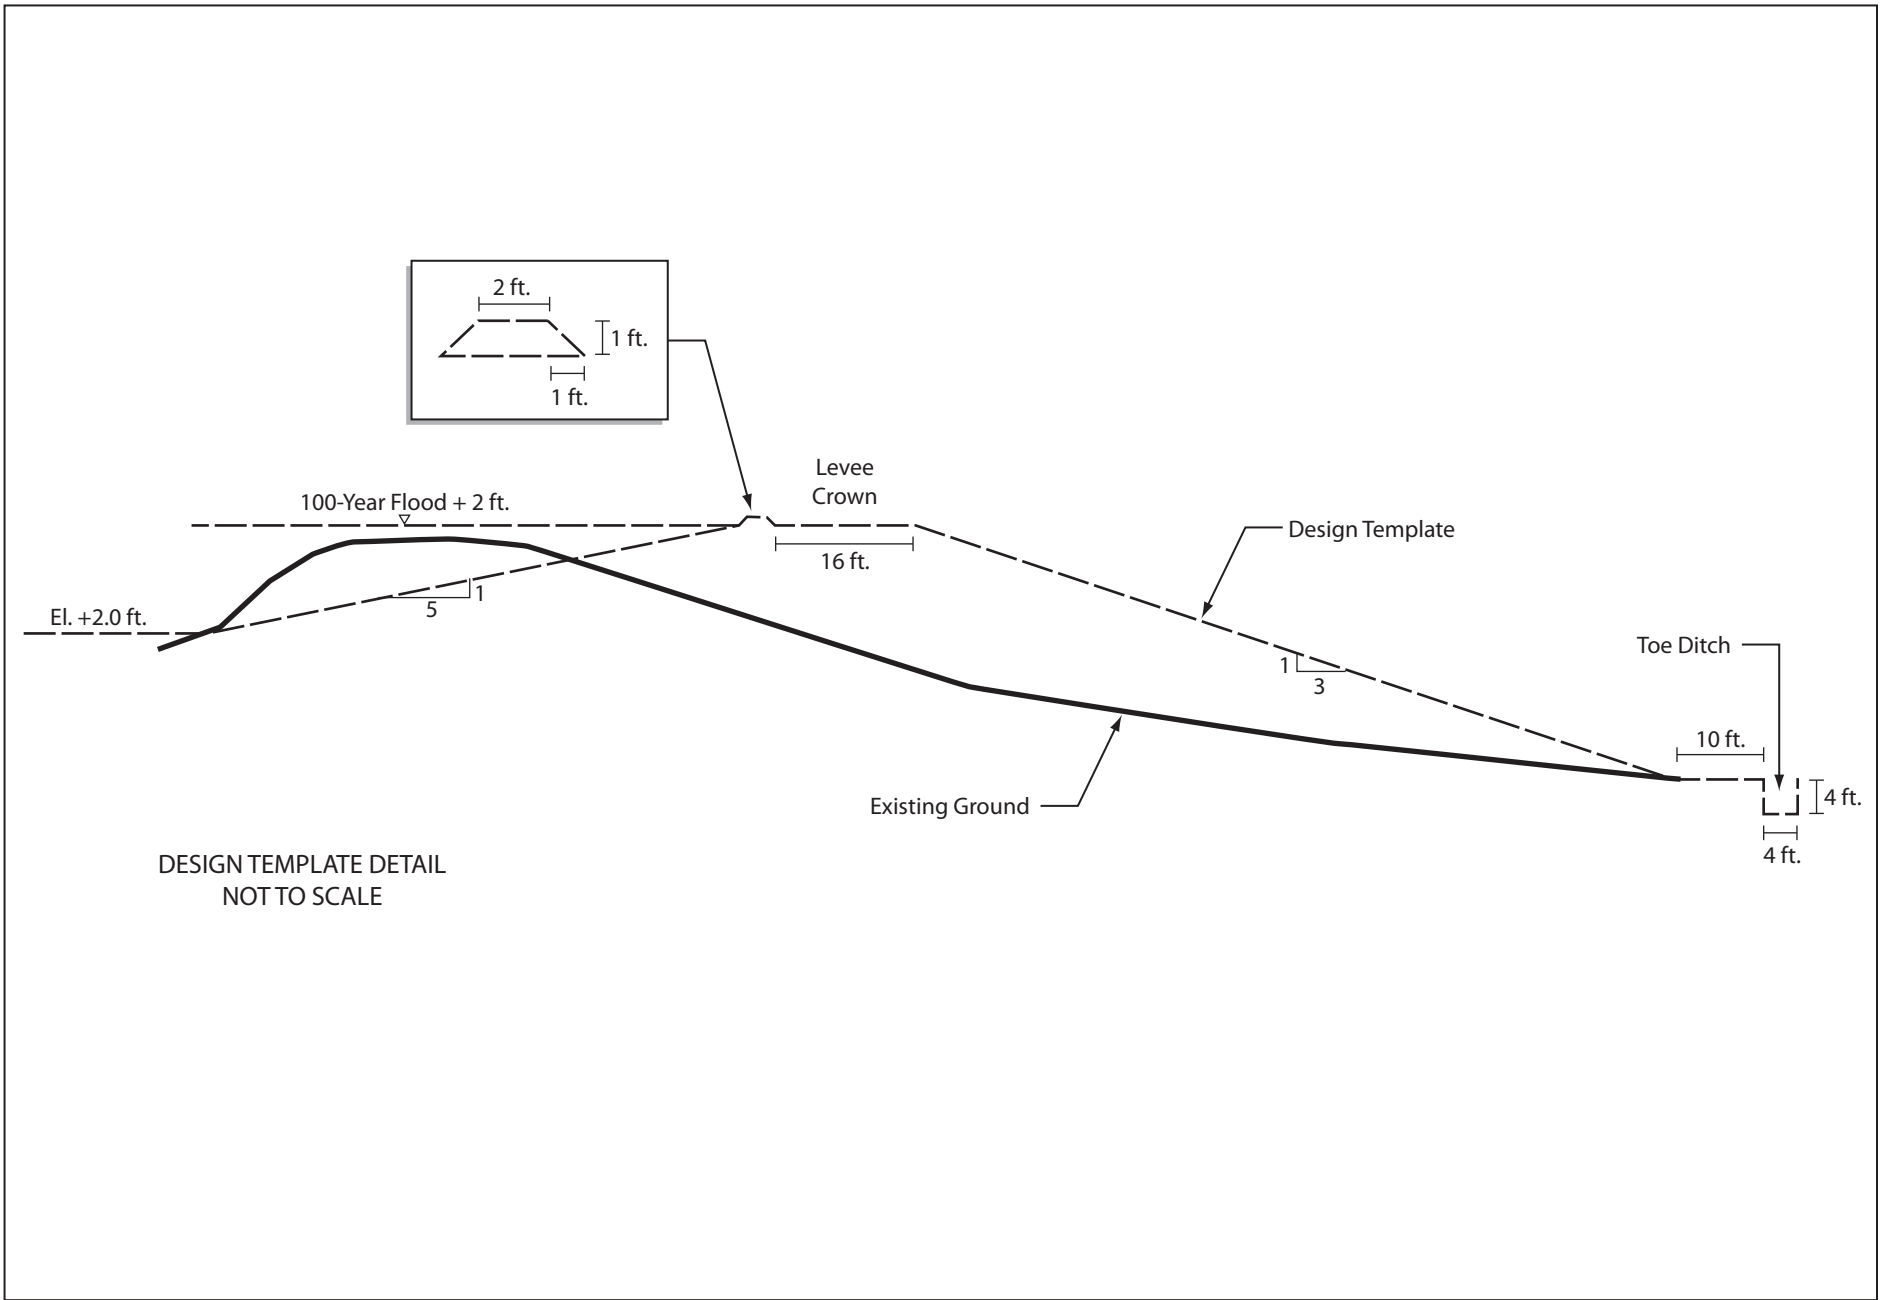 2 ft.
1 ft.
1 ft.
Levee
Crown
100-Year Flood + 2 ft.
Design Template
16 ft.
1
5
El. +2.0 ft.
Toe Ditch
1
3
10 ft.
Existing Ground
4 ft.
4 ft.
DESIGN TEMPLATE DETAIL
NOT TO SCALE